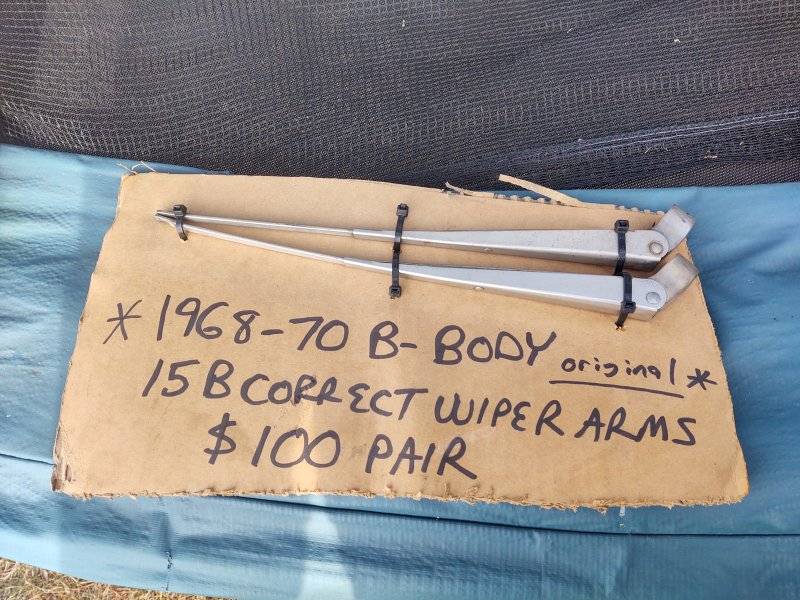 * 1968-70 B-BODY original *
15B CORRECT WIPER ARMS
$100 PAIR